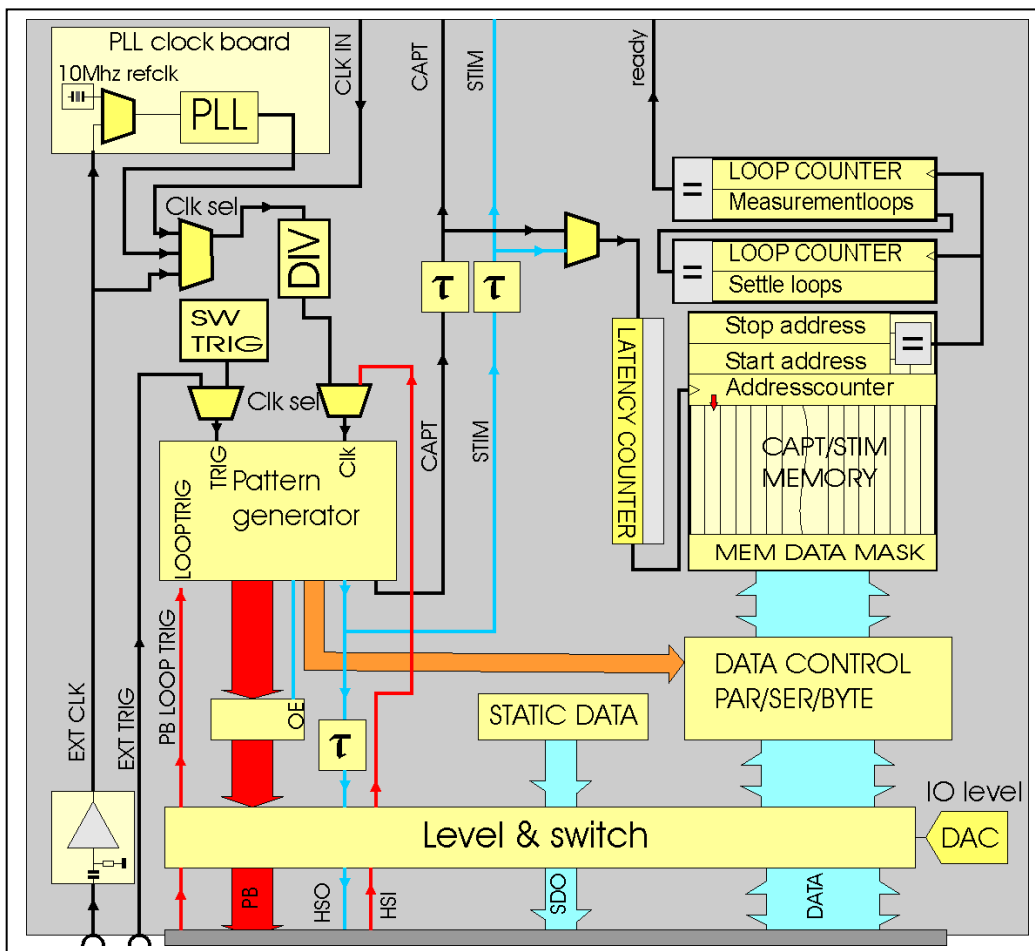 PLL clock board
10Mhz refclk
PLL
CLK IN
CAPT
STIM
ready
LOOP COUNTER
=
Measurementloops
Clk sel
DIV
LOOP COUNTER
=
Settle loops
τ
τ
SW
TRIG
Clk sel
LATENCY COUNTER
Stop address
=
Start address
Addresscounter
CAPT/STIM
MEMORY
MEM DATA MASK
TRIG
Clk
CAPT
STIM
Pattern
generator
LOOPTRIG
EXT CLK
EXT TRIG
PB LOOP TRIG
OE
τ
STATIC DATA
DATA CONTROL
PAR/SER/BYTE
IO level
Level & switch
DAC
PB
HSO
HSI
SDO
DATA